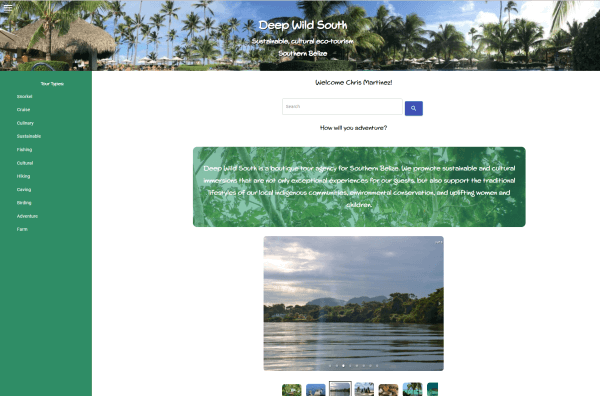 Deep Wild South
Sustainable, cultural eco-tourism
Southern Belize
Tour Types:
Snorkel
Cruise
Culinary
Sustainable
Fishing
Cultural
Hiking
Caving
Birding
Adventure
Farm
Welcome Chris Martinez!
Search
How will you adventure?
Deep Wild South is a boutique tour agency for Southern Belize. We promote sustainable and cultural
immersions that are not only exceptional experiences for our guests, but also support the traditional
lifestyles of our local indigenous communities, environmental conservation, and uplifting women and
children.